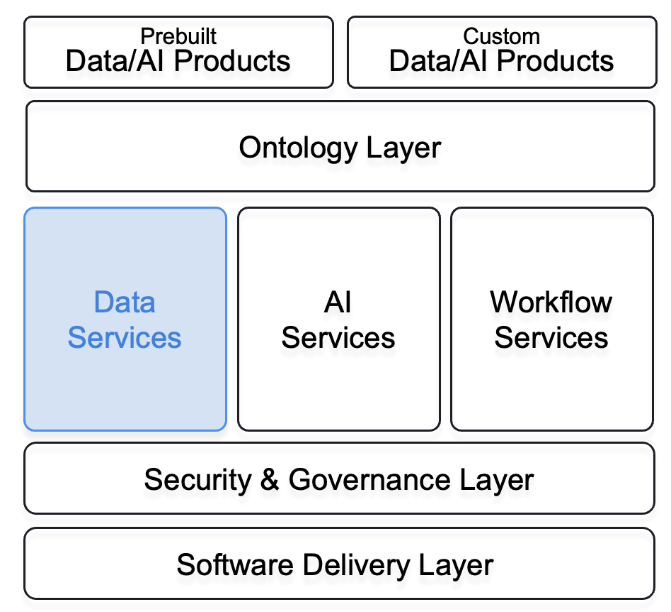 Prebuilt
Data/AI Products
Custom
Data/AI Products
Ontology Layer
Data
Services
AI
Services
Workflow
Services
Security & Governance Layer
Software Delivery Layer